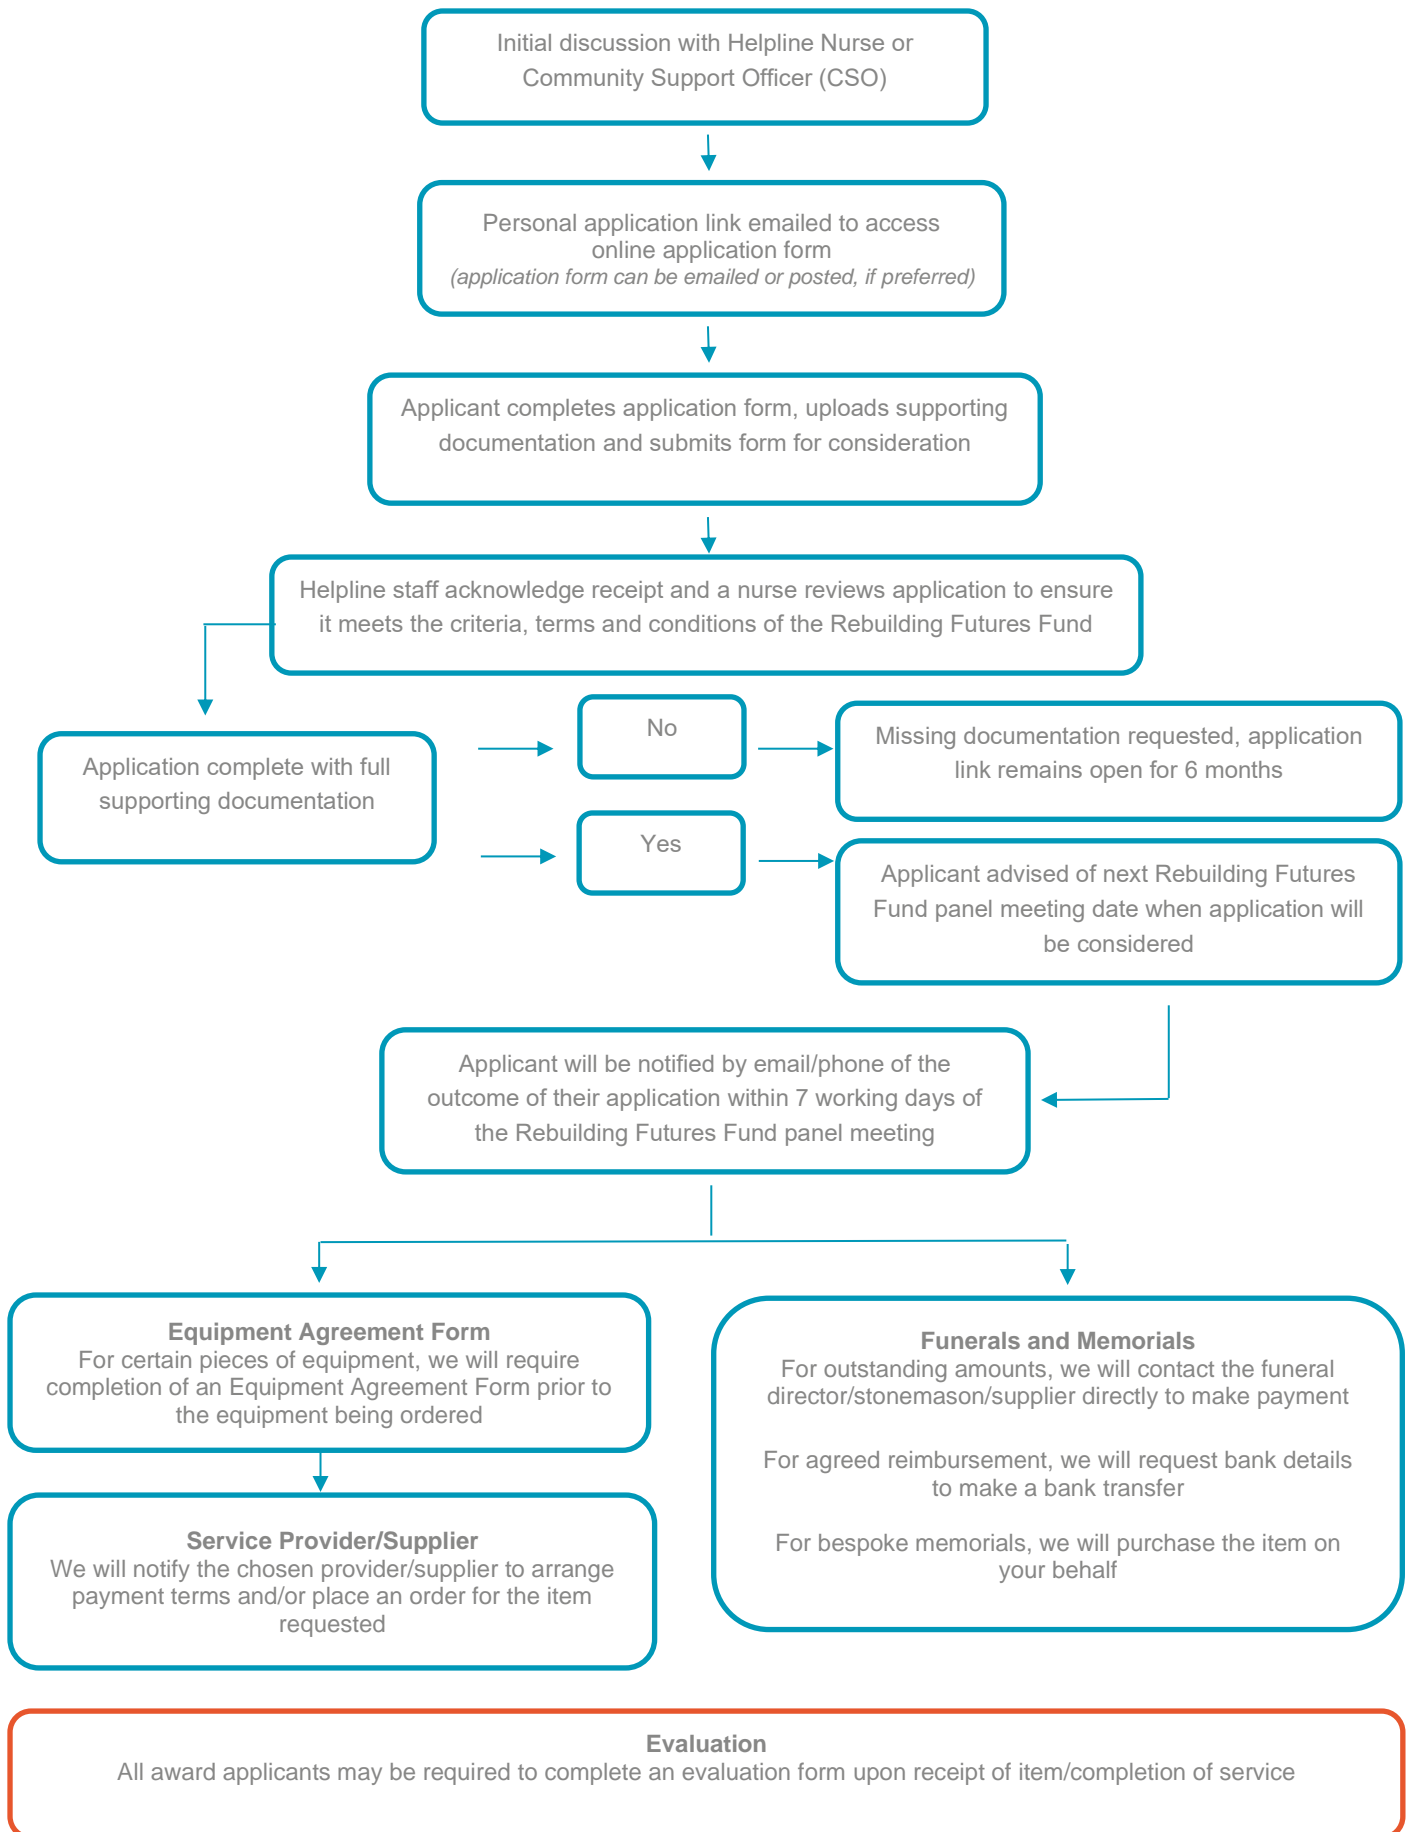 Initial discussion with Helpline Nurse or
Community Support Officer (CSO)
Personal application link emailed to access
online application form
(application form can be emailed or posted, if preferred)
Applicant completes application form, uploads supporting
documentation and submits form for consideration
Helpline staff acknowledge receipt and a nurse reviews application to ensure
it meets the criteria, terms and conditions of the Rebuilding Futures Fund
Application complete with full
supporting documentation
No
Missing documentation requested, application
link remains open for 6 months
Yes
Applicant advised of next Rebuilding Futures
Fund panel meeting date when application will
be considered
Applicant will be notified by email/phone of the
outcome of their application within 7 working days of
the Rebuilding Futures Fund panel meeting
Equipment Agreement Form
For certain pieces of equipment, we will require
completion of an Equipment Agreement Form prior to
the equipment being ordered
Service Provider/Supplier
We will notify the chosen provider/supplier to arrange
payment terms and/or place an order for the item
requested
Funerals and Memorials
For outstanding amounts, we will contact the funeral
director/stonemason/supplier directly to make payment
For agreed reimbursement, we will request bank details
to make a bank transfer
For bespoke memorials, we will purchase the item on
your behalf
Evaluation
All award applicants may be required to complete an evaluation form upon receipt of item/completion of service